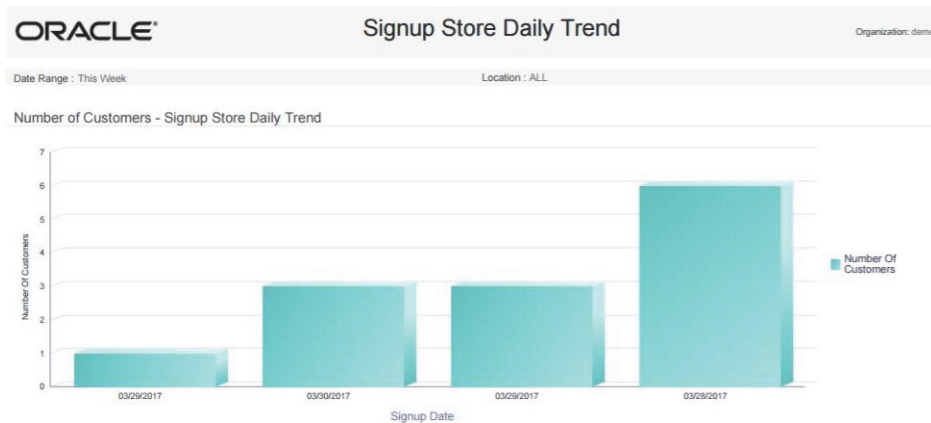 ORACLE®
Signup Store Daily Trend
Organization: demo
Date Range : This Week
Location : ALL
Number of Customers - Signup Store Daily Trend
7
6
5
4
3
2
1
0
Number Of Customers
03/29/2017
03/30/2017
03/29/2017
03/28/2017
Signup Date
Number Of
Customers